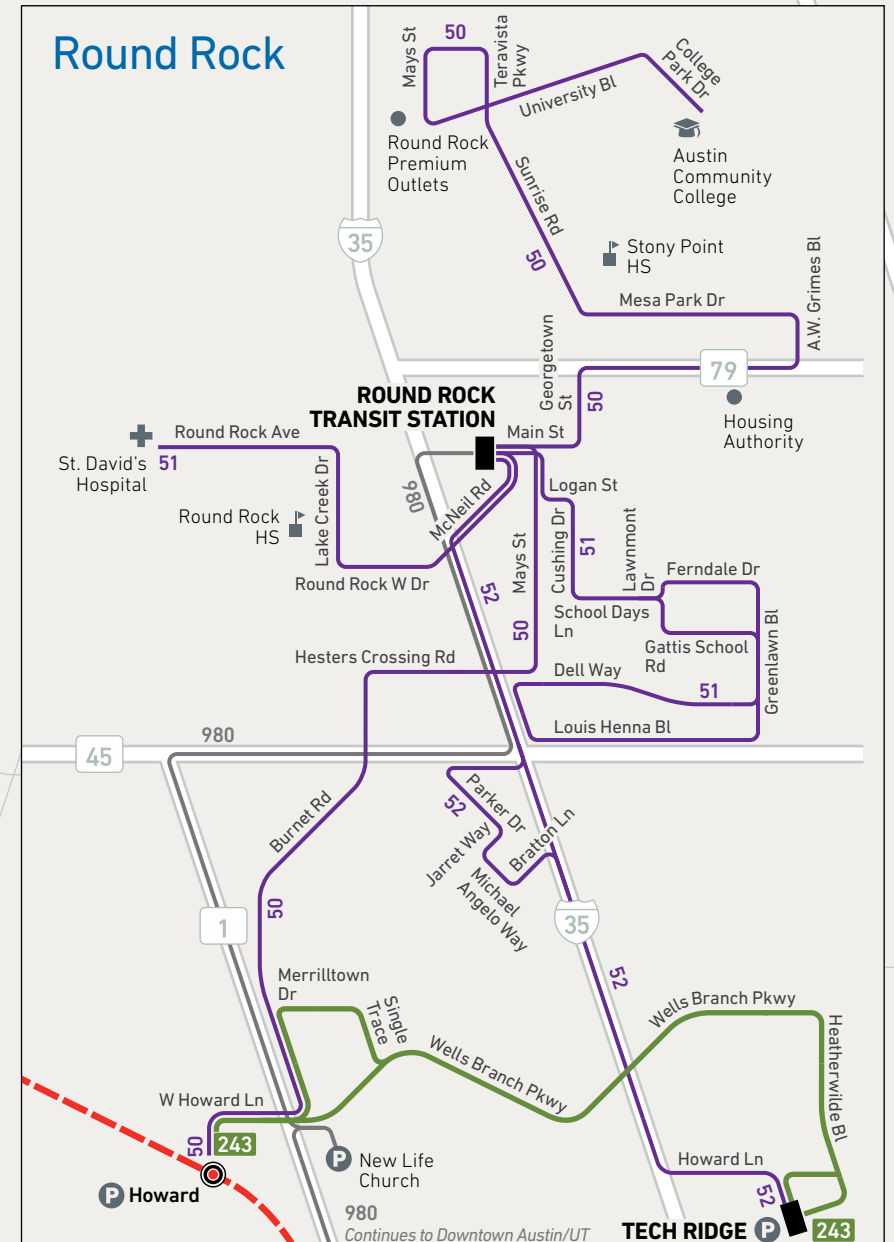 Round Rock
50
Mays St
Teravista
Pkwy
University Bl
College
Park Dr
Round Rock
Premium
Outlets
Austin
Community
College
Sunrise Rd
50
35
Stony Point
HS
Mesa Park Dr
A.W. Grimes Bl
Georgetown
St
50
79
Housing
Authority
ROUND ROCK
TRANSIT STATION
Main St
Round Rock Ave
51
St. David's
Hospital
Lake Creek Dr
Round Rock
HS
Round Rock W Dr
980
McNeil Rd
52
Mays St
50
Logan St
Cushing Dr
51
Lawnmont
Dr
Ferndale Dr
School Days
Ln
Gattis School
Rd
Greenlawn Bl
Hesters Crossing Rd
Dell Way
51
Louis Henna Bl
45
980
Parker Dr
52
Jarret Way
Bratton Ln
Michael
Angelo Way
Burnet Rd
50
1
35
52
Merrilltown
Dr
Single
Trace
Wells Branch Pkwy
Wells Branch Pkwy
Heatherwilde Bl
W Howard Ln
50
243
P
Howard
P
New Life
Church
980
Continues to Downtown Austin/UT
Howard Ln
52
TECH RIDGE
P
243